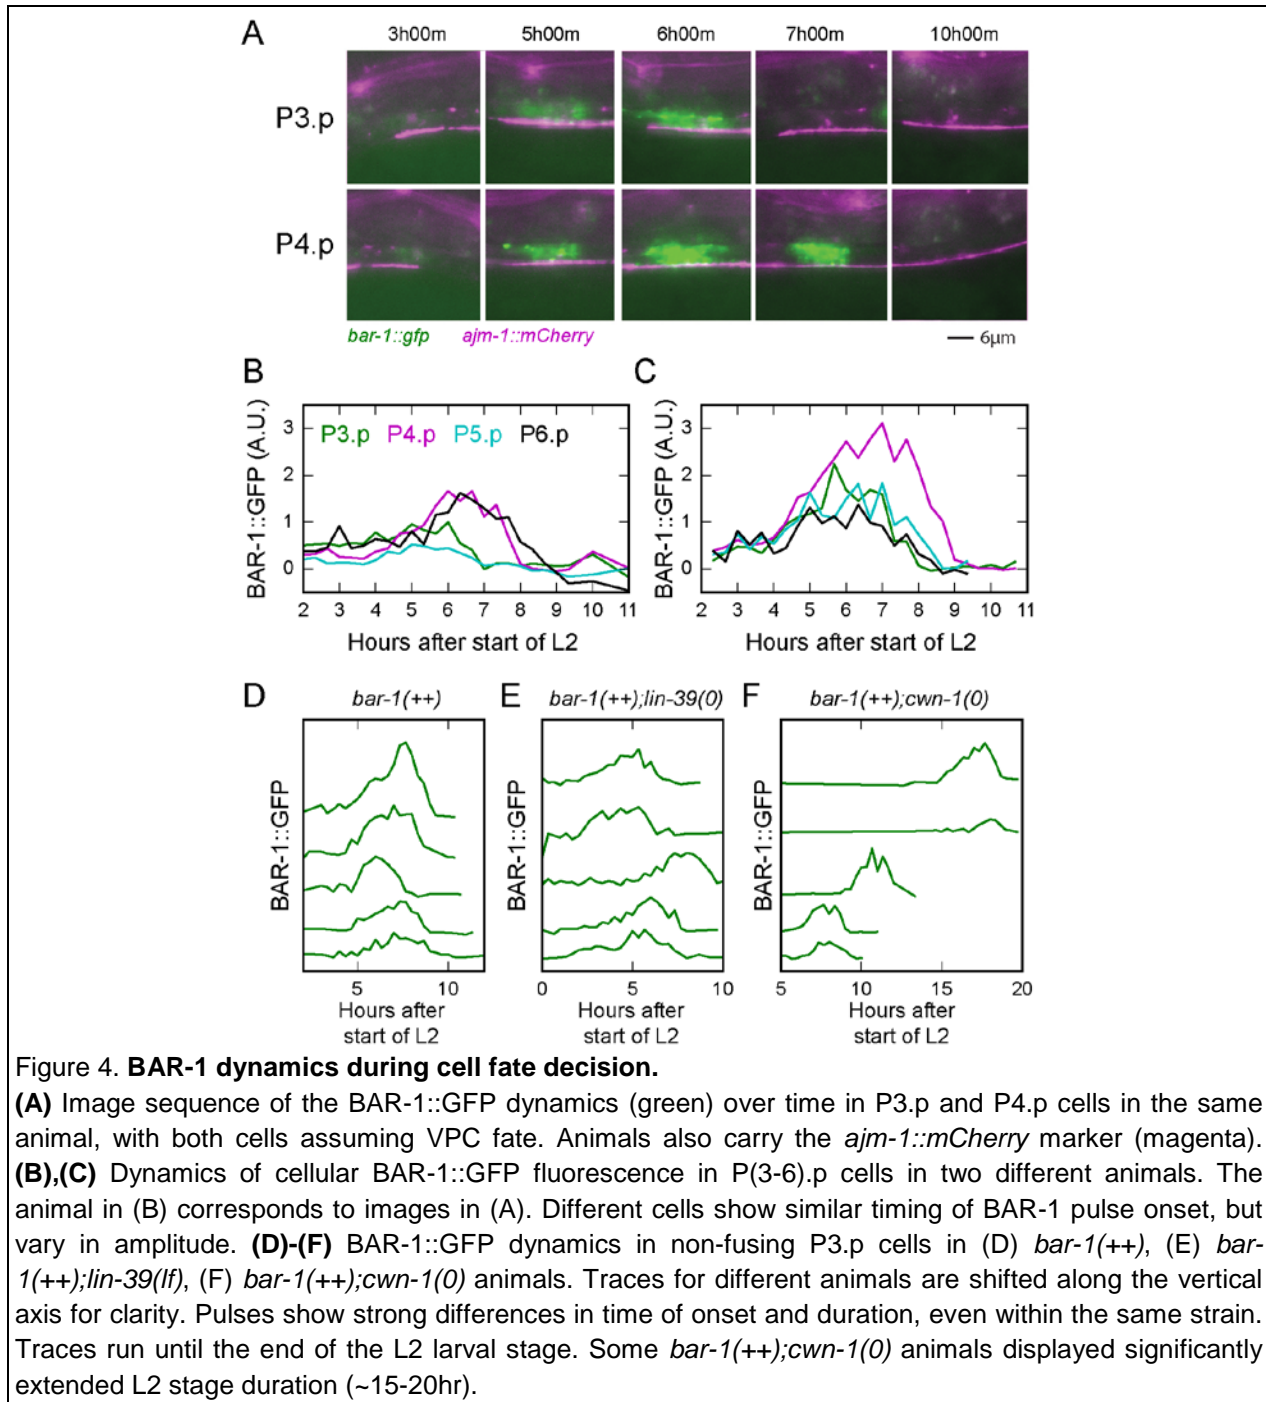 A
3h00m 5h00m 6h00m 7h00m 10h00m
P3.p
P4.p
bar-1::gfp ajm-1::mCherry 6µm
B
BAR-1::GFP (A.U.)
3
2
1
0
P3.p P4.p P5.p P6.p
2 3 4 5 6 7 8 9 10 11
Hours after start of L2
C
BAR-1::GFP (A.U.)
3
2
1
0
2 3 4 5 6 7 8 9 10 11
Hours after start of L2
D bar-1(++)
BAR-1::GFP
5 10
Hours after
start of L2
E bar-1(++);lin-39(0)
BAR-1::GFP
0 5 10
Hours after
start of L2
F bar-1(++);cwn-1(0)
BAR-1::GFP
5 10 15 20
Hours after
start of L2
Figure 4. BAR-1 dynamics during cell fate decision.
(A) Image sequence of the BAR-1::GFP dynamics (green) over time in P3.p and P4.p cells in the same
animal, with both cells assuming VPC fate. Animals also carry the ajm-1::mCherry marker (magenta).
(B),(C) Dynamics of cellular BAR-1::GFP fluorescence in P(3-6).p cells in two different animals. The
animal in (B) corresponds to images in (A). Different cells show similar timing of BAR-1 pulse onset, but
vary in amplitude. (D)-(F) BAR-1::GFP dynamics in non-fusing P3.p cells in (D) bar-1(++), (E) bar-
1(++);lin-39(lf), (F) bar-1(++);cwn-1(0) animals. Traces for different animals are shifted along the vertical
axis for clarity. Pulses show strong differences in time of onset and duration, even within the same strain.
Traces run until the end of the L2 larval stage. Some bar-1(++);cwn-1(0) animals displayed significantly
extended L2 stage duration (~15-20hr).